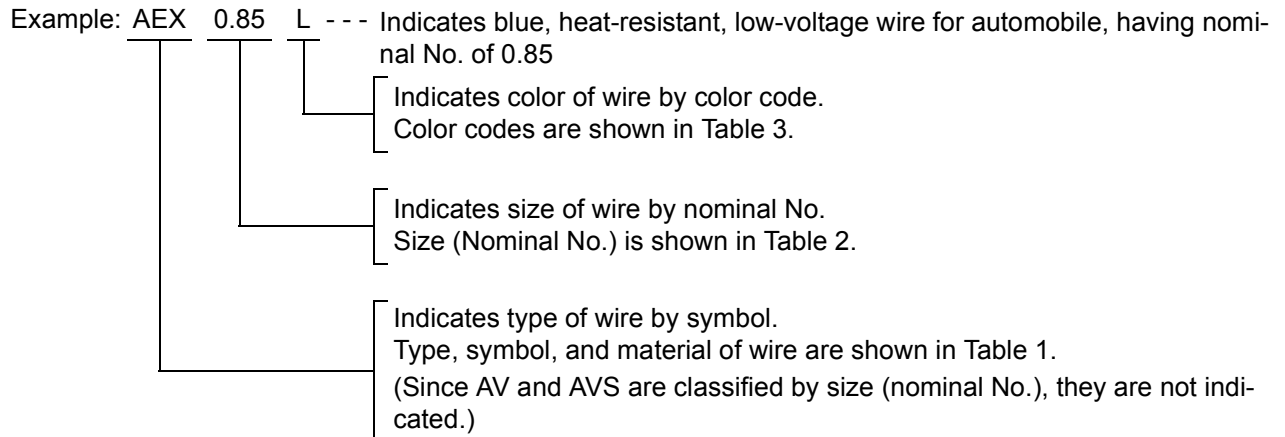 Example: AEX 0.85 L - - - Indicates blue, heat-resistant, low-voltage wire for automobile, having nomi-
nal No. of 0.85
Indicates color of wire by color code.
Color codes are shown in Table 3.
Indicates size of wire by nominal No.
Size (Nominal No.) is shown in Table 2.
Indicates type of wire by symbol.
Type, symbol, and material of wire are shown in Table 1.
(Since AV and AVS are classified by size (nominal No.), they are not indi-
cated.)